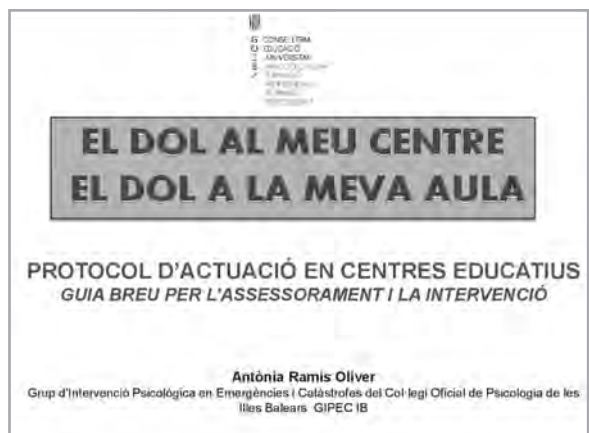 G CONSELLERIA
O EDUCACIÓ
I UNIVERSITAT
EL DOL AL MEU CENTRE
EL DOL A LA MEVA AULA
PROTOCOL D'ACTUACIÓ EN CENTRES EDUCATIUS
GUIA BREU PER L'ASSESSORAMENT I LA INTERVENCIÓ
Antònia Ramis Oliver
Grup d'Intervenció Psicològica en Emergències i Catàstrofes del Col·legi Oficial de Psicologia de les
Illes Balears GIPEC IB